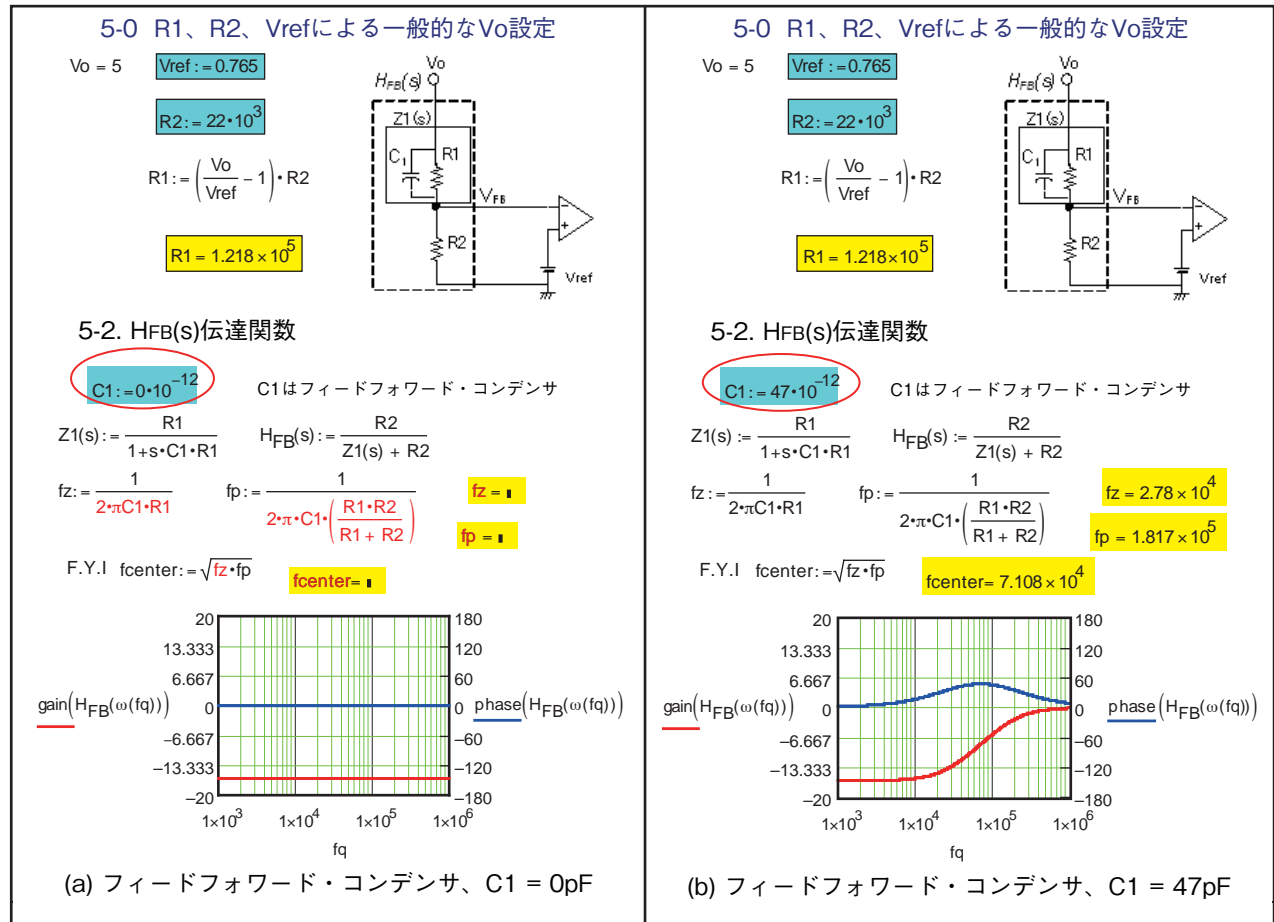 5-0 R1、R2、Vrefによる一般的なVo設定
Vo = 5
Vref := 0.765
R2:= 22•10^3
R1:= (Vo/Vref − 1)• R2
R1 = 1.218 × 10^5
Vo
H_FB(s)
Z1(s)
C1
R1
V_FB
−
+
R2
Vref
5-2. HFB(s)伝達関数
C1:=0•10^−12
C1はフィードフォワード・コンデンサ
Z1(s):= R1/(1+s•C1•R1)
H_FB(s):= R2/(Z1(s) + R2)
fz:= 1/(2•πC1•R1)
fp:= 1/(2•π•C1•(R1•R2/(R1 + R2)))
fz = ▮
fp = ▮
F.Y.I fcenter:=√(fz•fp)
fcenter= ▮
20
13.333
6.667
0
−6.667
−13.333
−20
180
120
60
0
−60
−120
−180
gain(H_FB(ω(fq)))
phase(H_FB(ω(fq)))
1×10^3
1×10^4
1×10^5
1×10^6
fq
(a) フィードフォワード・コンデンサ、C1 = 0pF
5-0 R1、R2、Vrefによる一般的なVo設定
Vo = 5
Vref := 0.765
R2:= 22•10^3
R1:= (Vo/Vref − 1)• R2
R1 = 1.218×10^5
Vo
H_FB(s)
Z1(s)
C1
R1
V_FB
−
+
R2
Vref
5-2. HFB(s)伝達関数
C1:= 47•10^−12
C1はフィードフォワード・コンデンサ
Z1(s) := R1/(1+s•C1•R1)
H_FB(s) := R2/(Z1(s) + R2)
fz:= 1/(2•πC1•R1)
fp:= 1/(2•π•C1•(R1•R2/(R1 + R2)))
fz = 2.78 × 10^4
fp = 1.817 × 10^5
F.Y.I fcenter:=√(fz•fp)
fcenter= 7.108 × 10^4
20
13.333
6.667
0
−6.667
−13.333
−20
180
120
60
0
−60
−120
−180
gain(H_FB(ω(fq)))
phase(H_FB(ω(fq)))
1×10^3
1×10^4
1×10^5
1×10^6
fq
(b) フィードフォワード・コンデンサ、C1 = 47pF